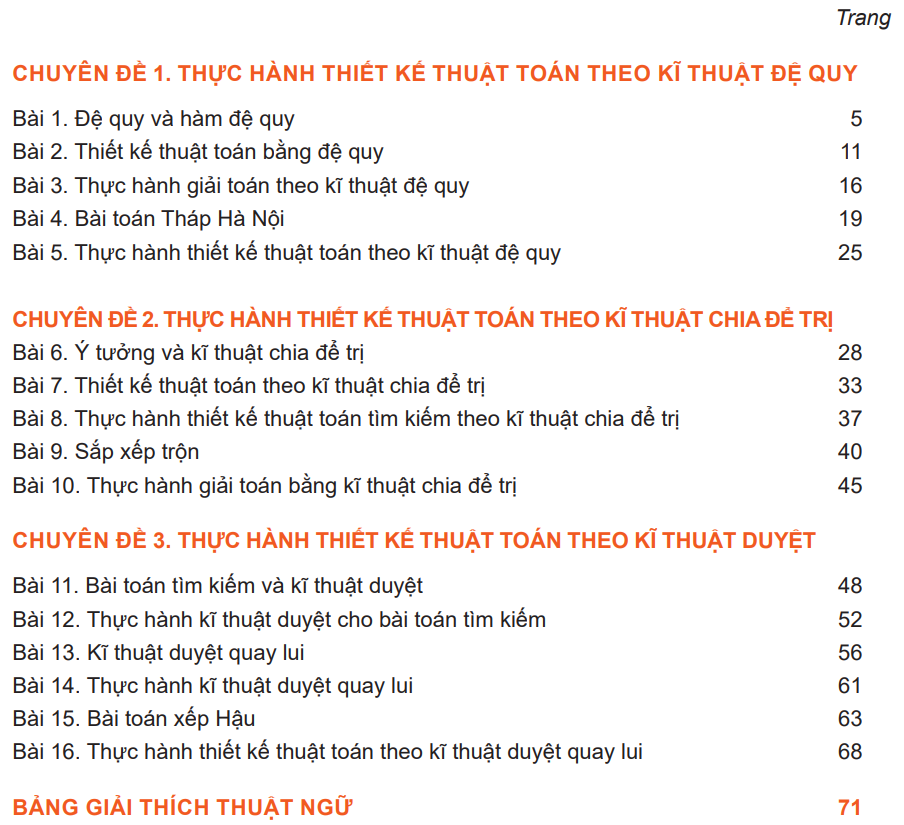 Trang
CHUYÊN ĐỀ 1. THỰC HÀNH THIẾT KẾ THUẬT TOÁN THEO KĨ THUẬT ĐỆ QUY
Bài 1. Đệ quy và hàm đệ quy 5
Bài 2. Thiết kế thuật toán bằng đệ quy 11
Bài 3. Thực hành giải toán theo kĩ thuật đệ quy 16
Bài 4. Bài toán Tháp Hà Nội 19
Bài 5. Thực hành thiết kế thuật toán theo kĩ thuật đệ quy 25
CHUYÊN ĐỀ 2. THỰC HÀNH THIẾT KẾ THUẬT TOÁN THEO KĨ THUẬT CHIA ĐỂ TRỊ
Bài 6. Ý tưởng và kĩ thuật chia để trị 28
Bài 7. Thiết kế thuật toán theo kĩ thuật chia để trị 33
Bài 8. Thực hành thiết kế thuật toán tìm kiếm theo kĩ thuật chia để trị 37
Bài 9. Sắp xếp trộn 40
Bài 10. Thực hành giải toán bằng kĩ thuật chia để trị 45
CHUYÊN ĐỀ 3. THỰC HÀNH THIẾT KẾ THUẬT TOÁN THEO KĨ THUẬT DUYỆT
Bài 11. Bài toán tìm kiếm và kĩ thuật duyệt 48
Bài 12. Thực hành kĩ thuật duyệt cho bài toán tìm kiếm 52
Bài 13. Kĩ thuật duyệt quay lui 56
Bài 14. Thực hành kĩ thuật duyệt quay lui 61
Bài 15. Bài toán xếp Hậu 63
Bài 16. Thực hành thiết kế thuật toán theo kĩ thuật duyệt quay lui 68
BẢNG GIẢI THÍCH THUẬT NGỮ 71